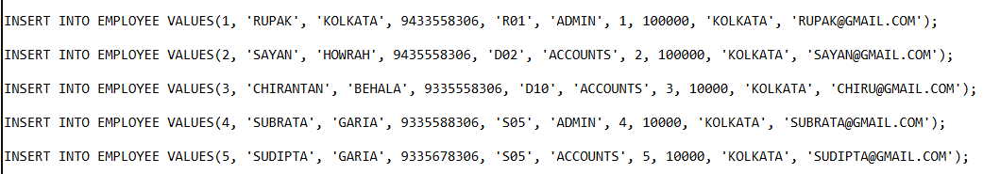 INSERT INTO EMPLOYEE VALUES(1, 'RUPAK', 'KOLKATA', 9433558306, 'R01', 'ADMIN', 1, 100000, 'KOLKATA', 'RUPAK@GMAIL.COM');
INSERT INTO EMPLOYEE VALUES(2, 'SAYAN', 'HOWRAH', 9435558306, 'D02', 'ACCOUNTS', 2, 100000, 'KOLKATA', 'SAYAN@GMAIL.COM');
INSERT INTO EMPLOYEE VALUES(3, 'CHIRANTAN', 'BEHALA', 9335558306, 'D10', 'ACCOUNTS', 3, 10000, 'KOLKATA', 'CHIRU@GMAIL.COM');
INSERT INTO EMPLOYEE VALUES(4, 'SUBRATA', 'GARIA', 9335588306, 'S05', 'ADMIN', 4, 10000, 'KOLKATA', 'SUBRATA@GMAIL.COM');
INSERT INTO EMPLOYEE VALUES(5, 'SUDIPTA', 'GARIA', 9335678306, 'S05', 'ACCOUNTS', 5, 10000, 'KOLKATA', 'SUDIPTA@GMAIL.COM');